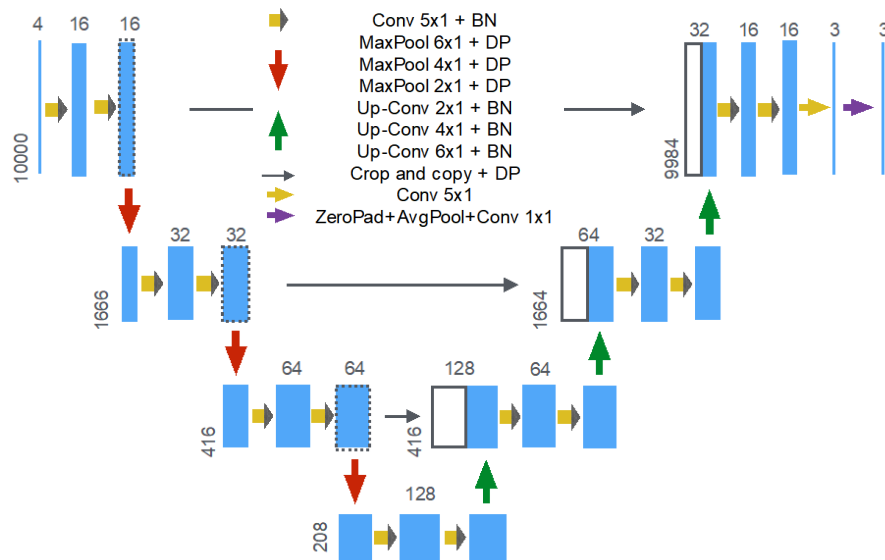 4 16 16
10000
Conv 5x1 + BN
MaxPool 6x1 + DP
MaxPool 4x1 + DP
MaxPool 2x1 + DP
Up-Conv 2x1 + BN
Up-Conv 4x1 + BN
Up-Conv 6x1 + BN
Crop and copy + DP
Conv 5x1
ZeroPad+AvgPool+Conv 1x1
32 16 16 3 3
9984
32 32
1666
64 32
1664
64 64
416
128 64
416
128
208